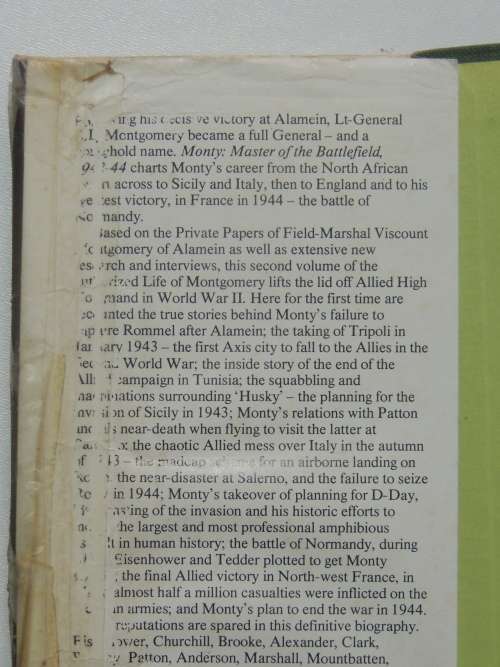 his victory at Alamein, Lt-General
Montgomery became a full General – and a
name. Monty: Master of the Battlefield,
44 charts Monty's career from the North African
across to Sicily and Italy, then to England and to his
victory, in France in 1944 – the battle of
Normandy.
Based on the Private Papers of Field-Marshal Viscount
Montgomery of Alamein as well as extensive new
research and interviews, this second volume of the
Life of Montgomery lifts the lid off Allied High
Command in World War II. Here for the first time are
recounted the true stories behind Monty's failure to
capture Rommel after Alamein; the taking of Tripoli in
January 1943 – the first Axis city to fall to the Allies in the
Second World War; the inside story of the end of the
Allied campaign in Tunisia; the squabbling and
machinations surrounding 'Husky' – the planning for the
invasion of Sicily in 1943; Monty's relations with Patton
and his near-death when flying to visit the latter at
the chaotic Allied mess over Italy in the autumn
of – the madcap scheme for an airborne landing on
the near-disaster at Salerno, and the failure to seize
in 1944; Monty's takeover of planning for D-Day,
of the invasion and his historic efforts to
the largest and most professional amphibious
in human history; the battle of Normandy, during
Eisenhower and Tedder plotted to get Monty
the final Allied victory in North-west France, in
almost half a million casualties were inflicted on the
armies; and Monty's plan to end the war in 1944.
reputations are spared in this definitive biography.
Eisenhower, Churchill, Brooke, Alexander, Clark,
Patton, Anderson, Marshall, Mountbatten,